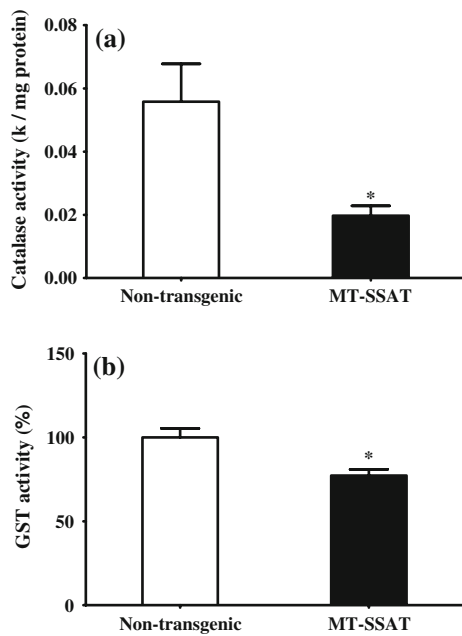 (a)
Catalase activity (k / mg protein)
0.08
0.06
0.04
0.02
0.00
*
Non-transgenic MT-SSAT
(b)
GST activity (%)
150
100
50
0
*
Non-transgenic MT-SSAT